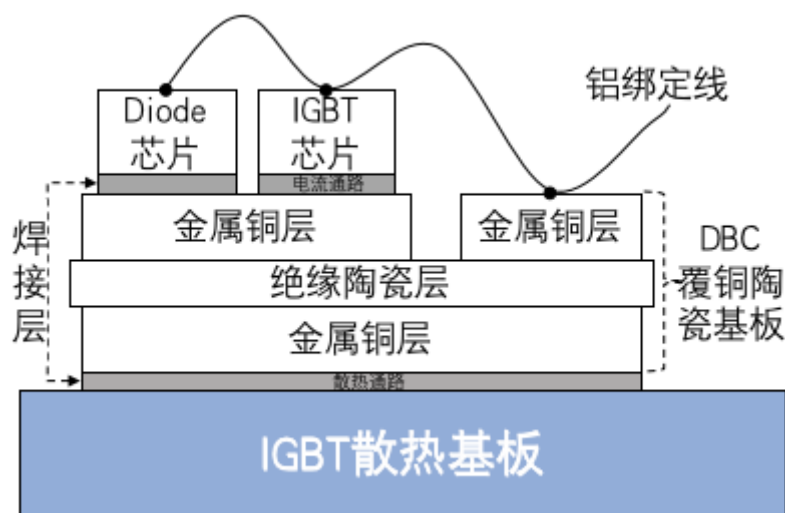 Diode
芯片
IGBT
芯片
铝绑定线
电流通路
焊
接
层
金属铜层
金属铜层
DBC
覆铜陶
瓷基板
绝缘陶瓷层
金属铜层
散热通路
IGBT散热基板